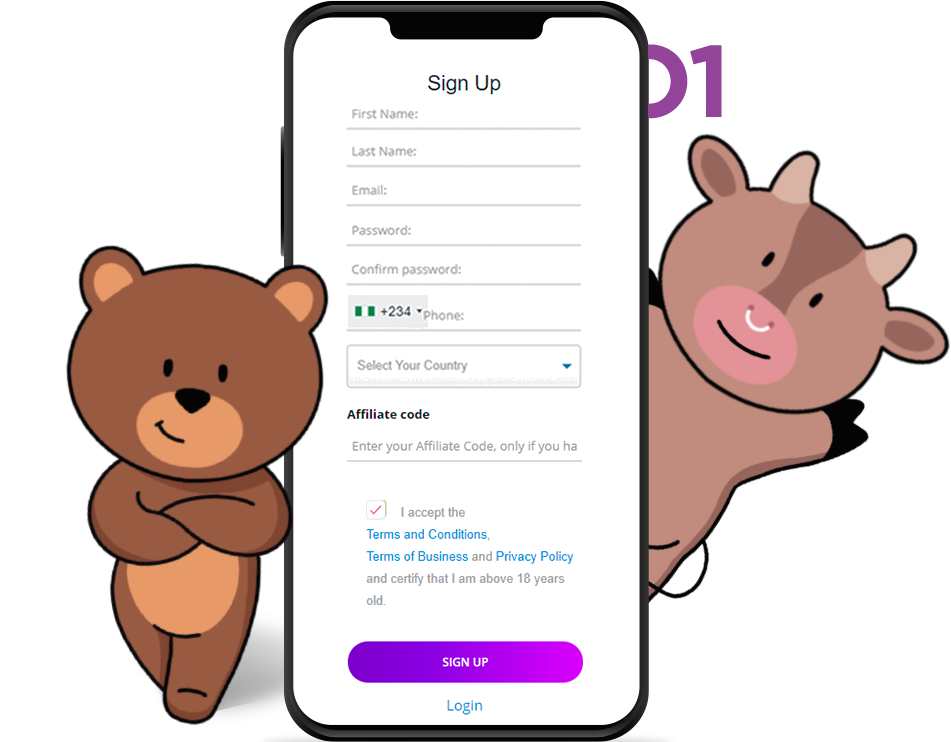 01
Sign Up
First Name:
Last Name:
Email:
Password:
Confirm password:
+234 Phone:
Select Your Country
Affiliate code
Enter your Affiliate Code, only if you ha
I accept the
Terms and Conditions,
Terms of Business and Privacy Policy
and certify that I am above 18 years
old.
SIGN UP
Login